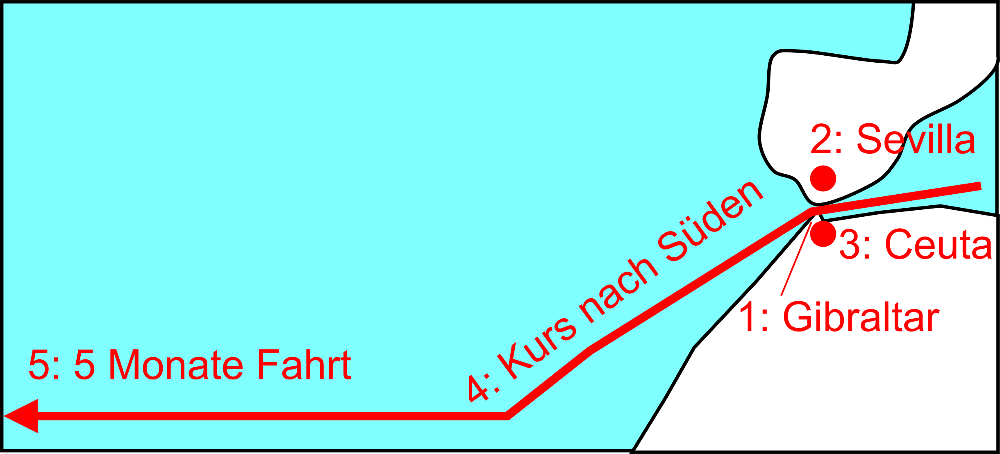 2: Sevilla
3: Ceuta
4: Kurs nach Süden
1: Gibraltar
5: 5 Monate Fahrt